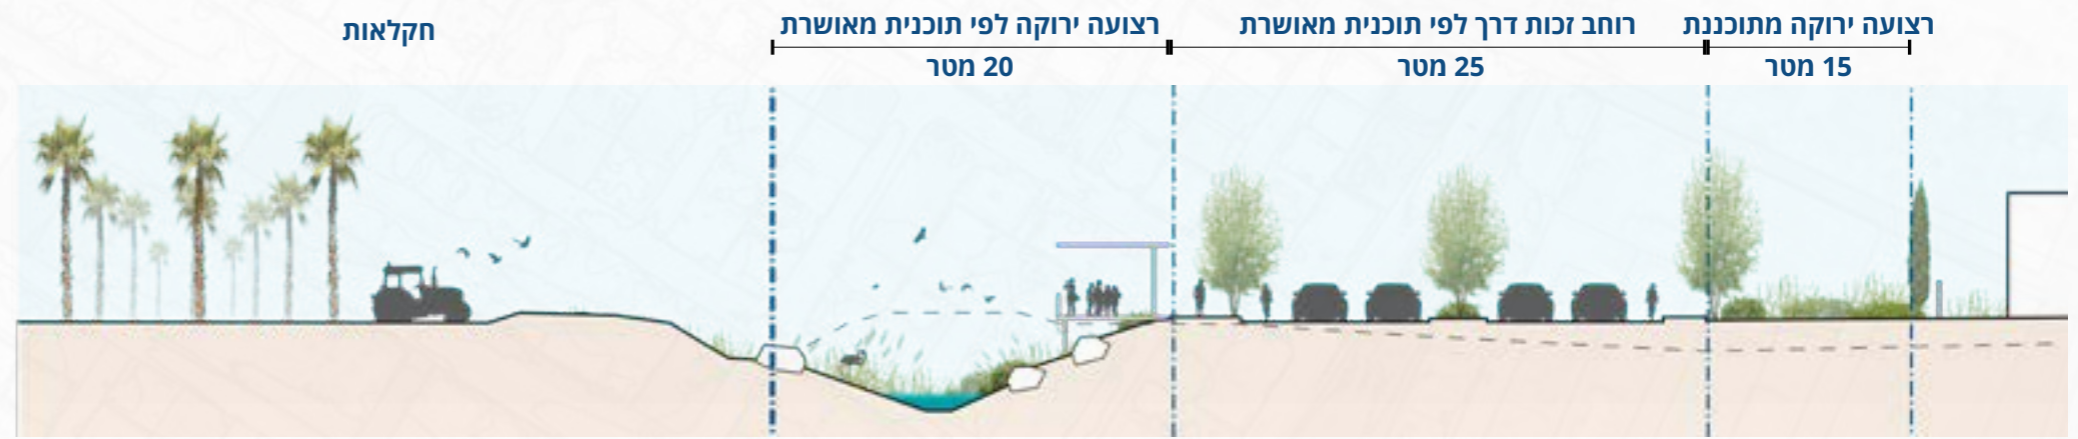 רצועה ירוקה מתוכננת
15 מטר
רוחב זכות דרך לפי תוכנית מאושרת
25 מטר
רצועה ירוקה לפי תוכנית מאושרת
20 מטר
חקלאות